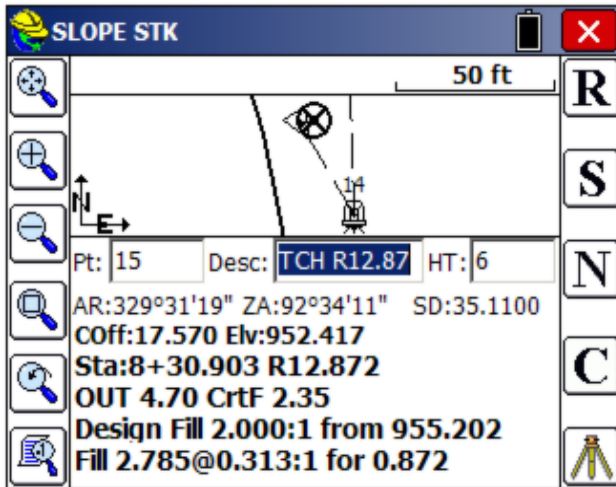 SLOPE STK
50 ft
R
S
14
N
E
Pt: 15 Desc: TCH R12.87 HT: 6
N
AR:329°31'19" ZA:92°34'11" SD:35.1100
COff:17.570 Elv:952.417
Sta:8+30.903 R12.872
C
OUT 4.70 CrtF 2.35
Design Fill 2.000:1 from 955.202
Fill 2.785@0.313:1 for 0.872